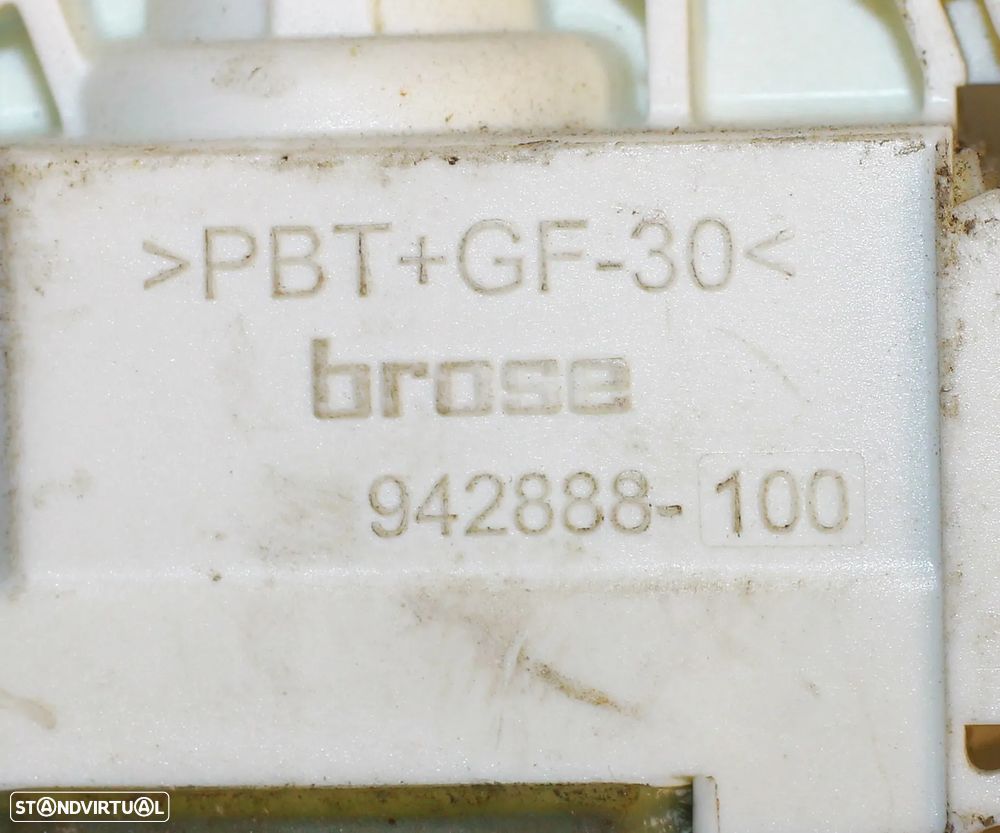 >PBT+GF-30<
brose
942888-100
STANDVIRTUAL